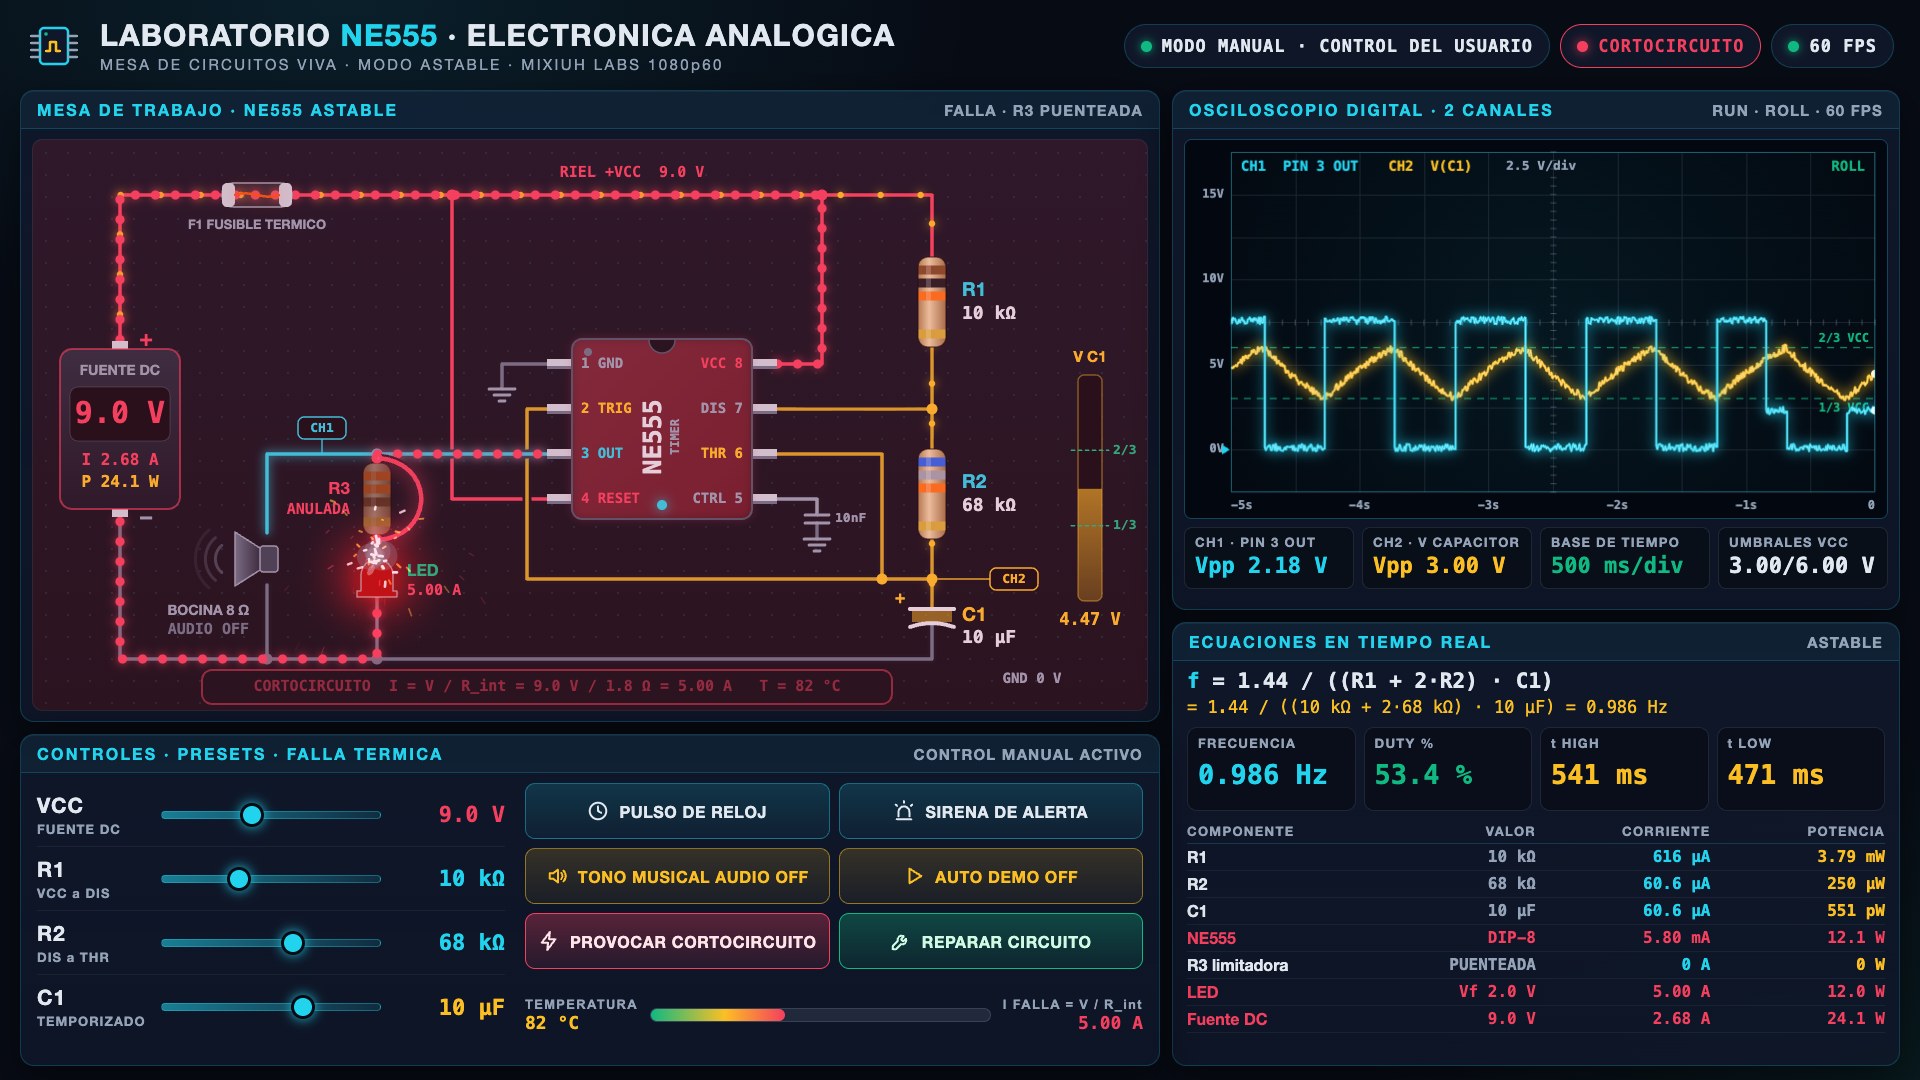 LABORATORIO NE555 · ELECTRONICA ANALOGICA
MESA DE CIRCUITOS VIVA · MODO ASTABLE · MIXIUH LABS 1080p60
MODO MANUAL · CONTROL DEL USUARIO
CORTOCIRCUITO
60 FPS
MESA DE TRABAJO · NE555 ASTABLE
FALLA · R3 PUENTEADA
RIEL +VCC 9.0 V
F1 FUSIBLE TERMICO
+
FUENTE DC
9.0 V
I 2.68 A
P 24.1 W
−
CH1
R3
ANULADA
LED
5.00 A
BOCINA 8 Ω
AUDIO OFF
1 GND
2 TRIG
3 OUT
4 RESET
NE555
TIMER
VCC 8
DIS 7
THR 6
CTRL 5
10nF
R1
10 kΩ
R2
68 kΩ
CH2
+
C1
10 µF
V C1
2/3
1/3
4.47 V
GND 0 V
CORTOCIRCUITO I = V / R_int = 9.0 V / 1.8 Ω = 5.00 A T = 82 °C
OSCILOSCOPIO DIGITAL · 2 CANALES
RUN · ROLL · 60 FPS
CH1 PIN 3 OUT
CH2 V(C1)
2.5 V/div
ROLL
15V
10V
5V
0V
2/3 VCC
1/3 VCC
−5s
−4s
−3s
−2s
−1s
0
CH1 · PIN 3 OUT
Vpp 2.18 V
CH2 · V CAPACITOR
Vpp 3.00 V
BASE DE TIEMPO
500 ms/div
UMBRALES VCC
3.00/6.00 V
CONTROLES · PRESETS · FALLA TERMICA
CONTROL MANUAL ACTIVO
VCC
FUENTE DC
9.0 V
R1
VCC a DIS
10 kΩ
R2
DIS a THR
68 kΩ
C1
TEMPORIZADO
10 µF
PULSO DE RELOJ
SIRENA DE ALERTA
TONO MUSICAL AUDIO OFF
AUTO DEMO OFF
PROVOCAR CORTOCIRCUITO
REPARAR CIRCUITO
TEMPERATURA
82 °C
I FALLA = V / R_int
5.00 A
ECUACIONES EN TIEMPO REAL
ASTABLE
f = 1.44 / ((R1 + 2·R2) · C1)
= 1.44 / ((10 kΩ + 2·68 kΩ) · 10 µF) = 0.986 Hz
FRECUENCIA
0.986 Hz
DUTY %
53.4 %
t HIGH
541 ms
t LOW
471 ms
COMPONENTE VALOR CORRIENTE POTENCIA
R1 10 kΩ 616 µA 3.79 mW
R2 68 kΩ 60.6 µA 250 µW
C1 10 µF 60.6 µA 551 pW
NE555 DIP−8 5.80 mA 12.1 W
R3 limitadora PUENTEADA 0 A 0 W
LED Vf 2.0 V 5.00 A 12.0 W
Fuente DC 9.0 V 2.68 A 24.1 W